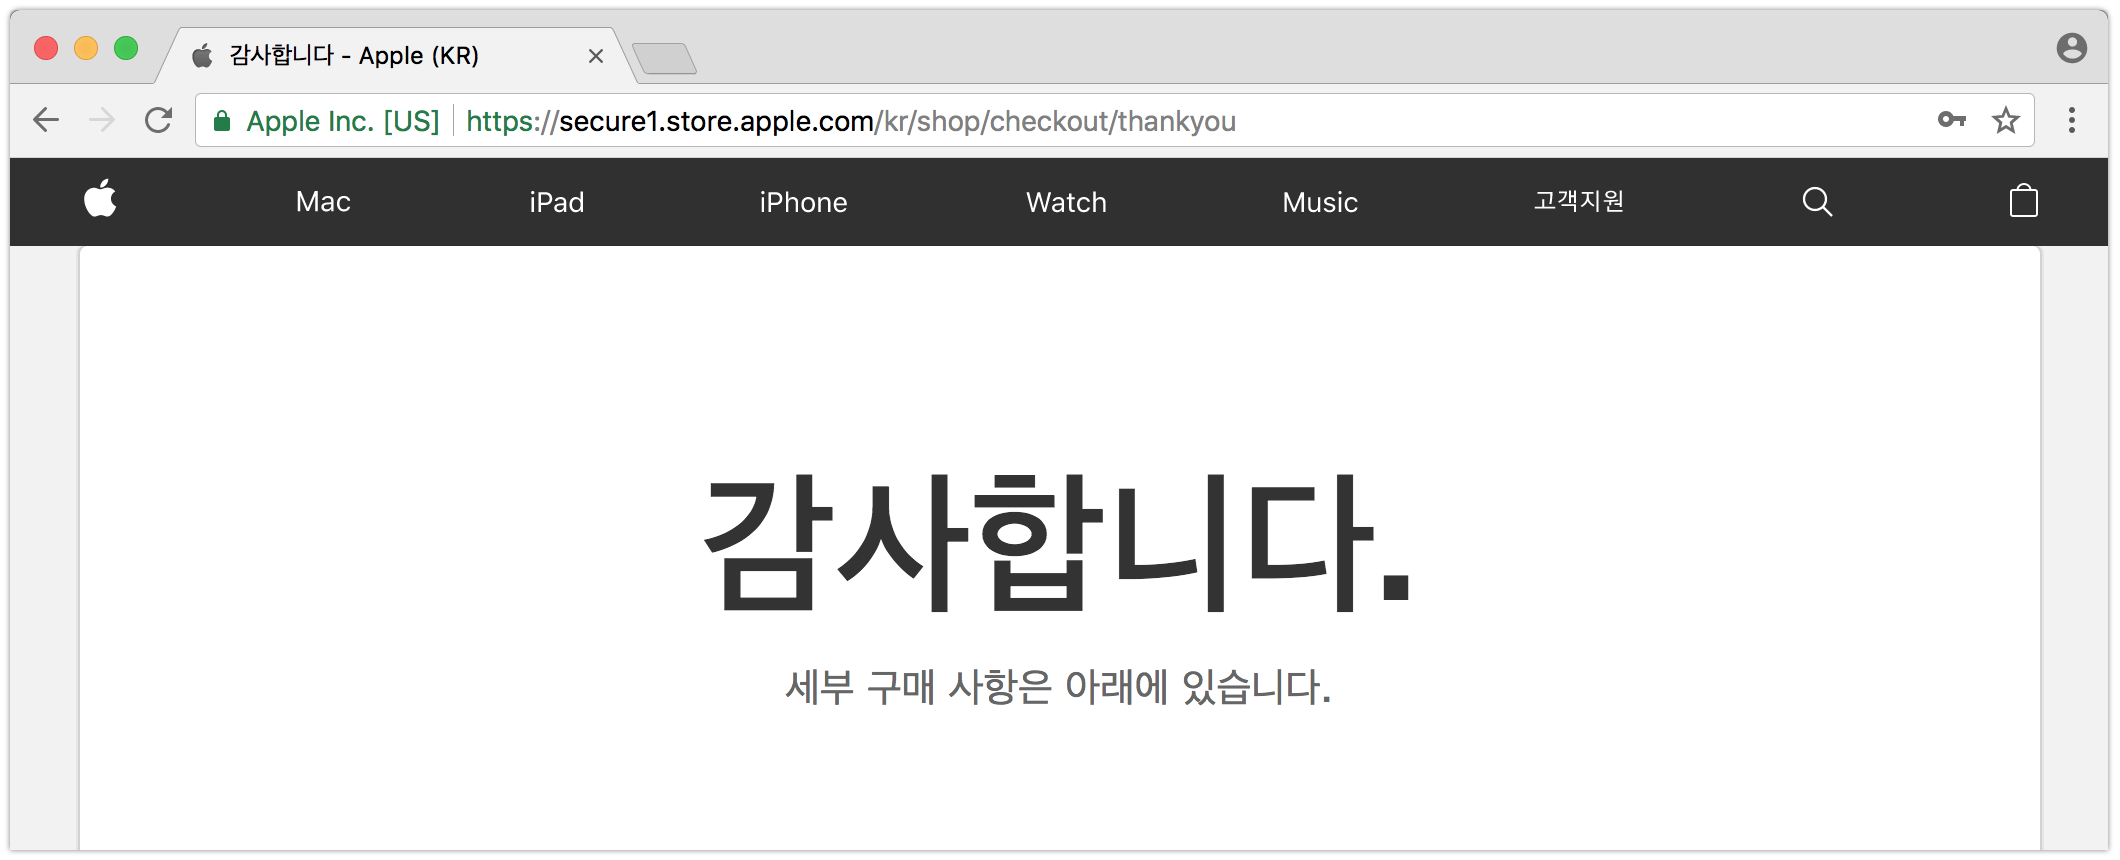 감사합니다 - Apple (KR)
Apple Inc. [US] https://secure1.store.apple.com/kr/shop/checkout/thankyou
Mac iPad iPhone Watch Music 고객지원
감사합니다.
세부 구매 사항은 아래에 있습니다.